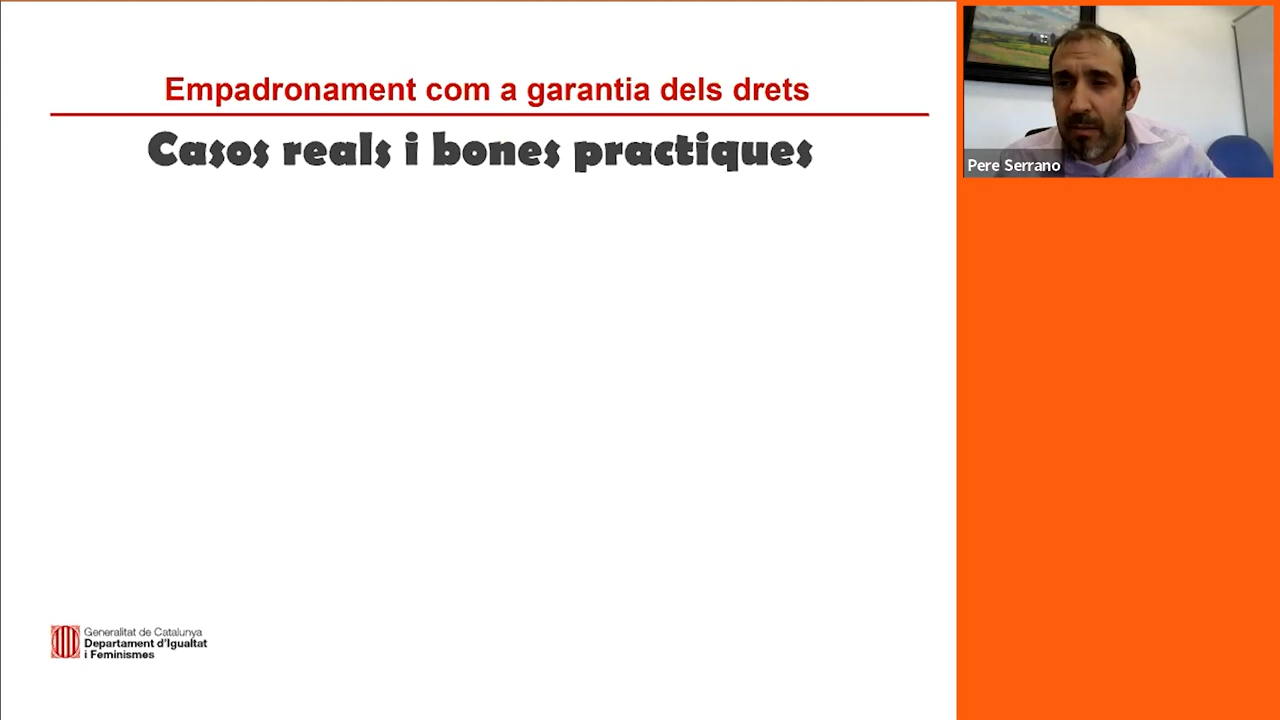 Empadronament com a garantia dels drets
Casos reals i bones practiques
Pere Serrano
Generalitat de Catalunya
Departament d'Igualtat
i Feminismes